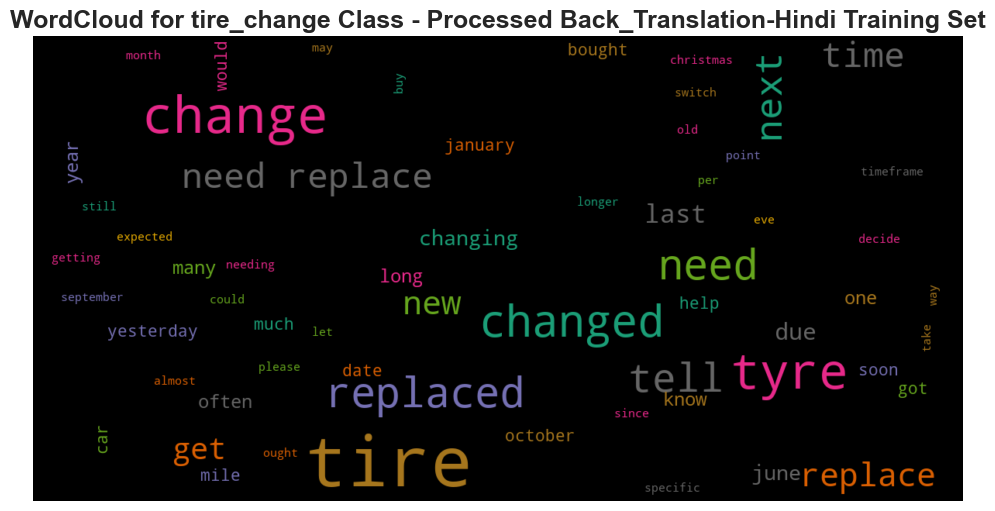 WordCloud for tire_change Class - Processed Back_Translation-Hindi Training Set
month
would
may
bought
christmas
time
buy
next
switch
change
old
january
year
point
need replace
per
timeframe
still
longer
last
eve
expected
changing
decide
getting
many
needing
long
need
september
could
new
help
one
way
yesterday
much
let
changed
due
take
please
date
tell
tyre
soon
almost
often
replaced
know
got
since
car
get
ought
october
mile
tire
june
replace
specific